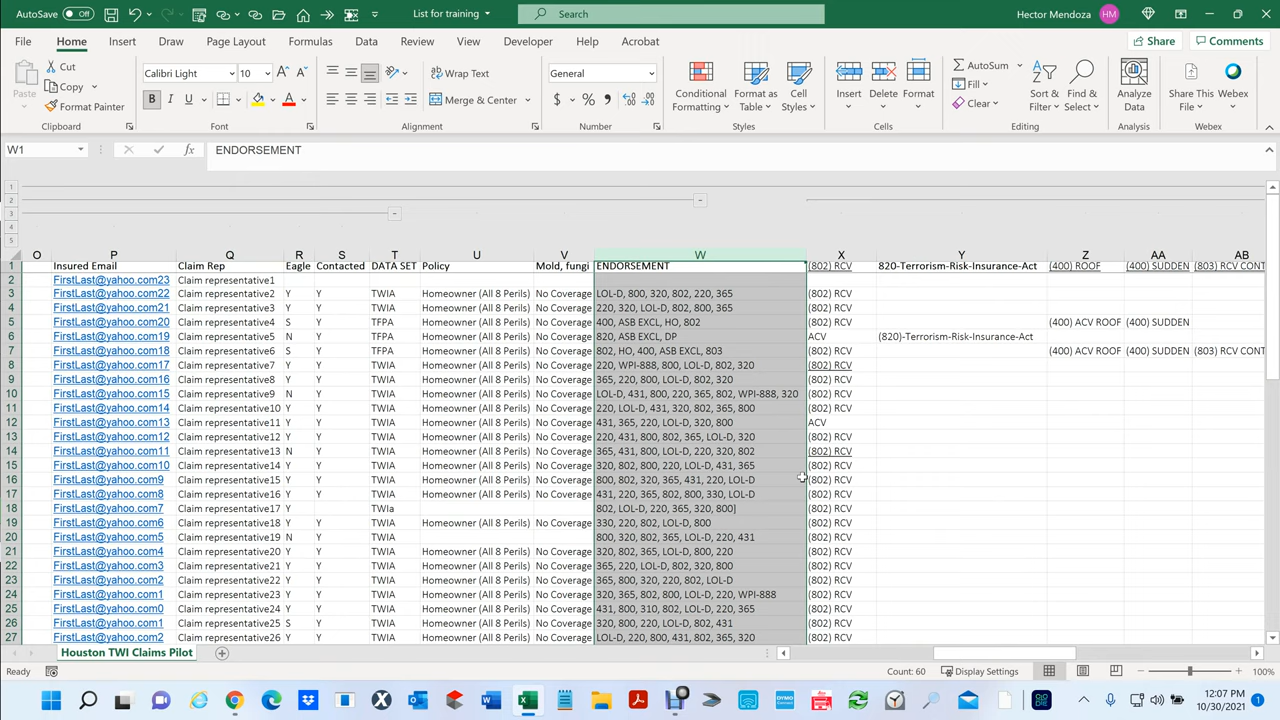 AutoSave Off List for training Search Hector Mendoza HM
File Home Insert Draw Page Layout Formulas Data Review View Developer Help Acrobat Share Comments
Paste Cut Copy Format Painter Calibri Light 10 Wrap Text Merge & Center General Conditional Formatting Format as Table Cell Styles Insert Delete Format AutoSum Fill Clear Sort & Filter Find & Select Analyze Data Share This File Webex
Clipboard Font Alignment Number Styles Cells Editing Analysis Webex
W1 fx ENDORSEMENT
1
2
3
4
5
O P Q R S T U V W X Y Z AA AB
1 Insured Email Claim Rep Eagle Contacted DATA SET Policy Mold, fungi ENDORSEMENT (802) RCV 820-Terrorism-Risk-Insurance-Act (400) ROOF (400) SUDDEN (803) RCV CONT
2 FirstLast@yahoo.com23 Claim representative1
3 FirstLast@yahoo.com22 Claim representative2 Y Y TWIA Homeowner (All 8 Perils) No Coverage LOL-D, 800, 320, 802, 220, 365 (802) RCV
4 FirstLast@yahoo.com21 Claim representative3 Y Y TWIA Homeowner (All 8 Perils) No Coverage 220, 320, LOL-D, 802, 800, 365 (802) RCV
5 FirstLast@yahoo.com20 Claim representative4 S Y TFPA Homeowner (All 8 Perils) No Coverage 400, ASB EXCL, HO, 802 (802) RCV (400) ACV ROOF (400) SUDDEN
6 FirstLast@yahoo.com19 Claim representative5 N Y TFPA Homeowner (All 8 Perils) No Coverage 820, ASB EXCL, DP ACV (820)-Terrorism-Risk-Insurance-Act
7 FirstLast@yahoo.com18 Claim representative6 S Y TFPA Homeowner (All 8 Perils) No Coverage 802, HO, 400, ASB EXCL, 803 (802) RCV (400) ACV ROOF (400) SUDDEN (803) RCV CONT
8 FirstLast@yahoo.com17 Claim representative7 Y Y TWIA Homeowner (All 8 Perils) No Coverage 220, WPI-888, 800, LOL-D, 802, 320 (802) RCV
9 FirstLast@yahoo.com16 Claim representative8 Y Y TWIA Homeowner (All 8 Perils) No Coverage 365, 220, 800, LOL-D, 802, 320 (802) RCV
10 FirstLast@yahoo.com15 Claim representative9 N Y TWIA Homeowner (All 8 Perils) No Coverage LOL-D, 431, 800, 220, 365, 802, WPI-888, 320 (802) RCV
11 FirstLast@yahoo.com14 Claim representative10 Y Y TWIA Homeowner (All 8 Perils) No Coverage 220, LOL-D, 431, 320, 802, 365, 800 (802) RCV
12 FirstLast@yahoo.com13 Claim representative11 Y Y TWIA Homeowner (All 8 Perils) No Coverage 431, 365, 220, LOL-D, 320, 800 ACV
13 FirstLast@yahoo.com12 Claim representative12 Y Y TWIA Homeowner (All 8 Perils) No Coverage 220, 431, 800, 802, 365, LOL-D, 320 (802) RCV
14 FirstLast@yahoo.com11 Claim representative13 N Y TWIA Homeowner (All 8 Perils) No Coverage 365, 431, 800, LOL-D, 220, 320, 802 (802) RCV
15 FirstLast@yahoo.com10 Claim representative14 Y Y TWIA Homeowner (All 8 Perils) No Coverage 320, 802, 800, 220, LOL-D, 431, 365 (802) RCV
16 FirstLast@yahoo.com9 Claim representative15 Y Y TWIA Homeowner (All 8 Perils) No Coverage 800, 802, 320, 365, 431, 220, LOL-D (802) RCV
17 FirstLast@yahoo.com8 Claim representative16 Y Y TWIA Homeowner (All 8 Perils) No Coverage 431, 220, 365, 802, 800, 330, LOL-D (802) RCV
18 FirstLast@yahoo.com7 Claim representative17 Y TWIa 802, LOL-D, 220, 365, 320, 800] (802) RCV
19 FirstLast@yahoo.com6 Claim representative18 Y Y TWIA Homeowner (All 8 Perils) No Coverage 330, 220, 802, LOL-D, 800 (802) RCV
20 FirstLast@yahoo.com5 Claim representative19 N Y TWIA 800, 320, 802, 365, LOL-D, 220, 431 (802) RCV
21 FirstLast@yahoo.com4 Claim representative20 Y Y TWIA Homeowner (All 8 Perils) No Coverage 320, 802, 365, LOL-D, 800, 220 (802) RCV
22 FirstLast@yahoo.com3 Claim representative21 Y Y TWIA Homeowner (All 8 Perils) No Coverage 365, 220, LOL-D, 802, 320, 800 (802) RCV
23 FirstLast@yahoo.com2 Claim representative22 Y Y TWIA Homeowner (All 8 Perils) No Coverage 365, 800, 320, 220, 802, LOL-D (802) RCV
24 FirstLast@yahoo.com1 Claim representative23 Y Y TWIA Homeowner (All 8 Perils) No Coverage 320, 365, 802, 800, LOL-D, 220, WPI-888 (802) RCV
25 FirstLast@yahoo.com0 Claim representative24 Y Y TWIA Homeowner (All 8 Perils) No Coverage 431, 800, 310, 802, LOL-D, 220, 365 (802) RCV
26 FirstLast@yahoo.com1 Claim representative25 S Y TWIA Homeowner (All 8 Perils) No Coverage 320, 800, 220, LOL-D, 802, 431 (802) RCV
27 FirstLast@yahoo.com2 Claim representative26 Y Y TWIA Homeowner (All 8 Perils) No Coverage LOL-D, 220, 800, 431, 802, 365, 320 (802) RCV
Houston TWI Claims Pilot
Ready Count: 60 Display Settings 100%
12:07 PM
10/30/2021